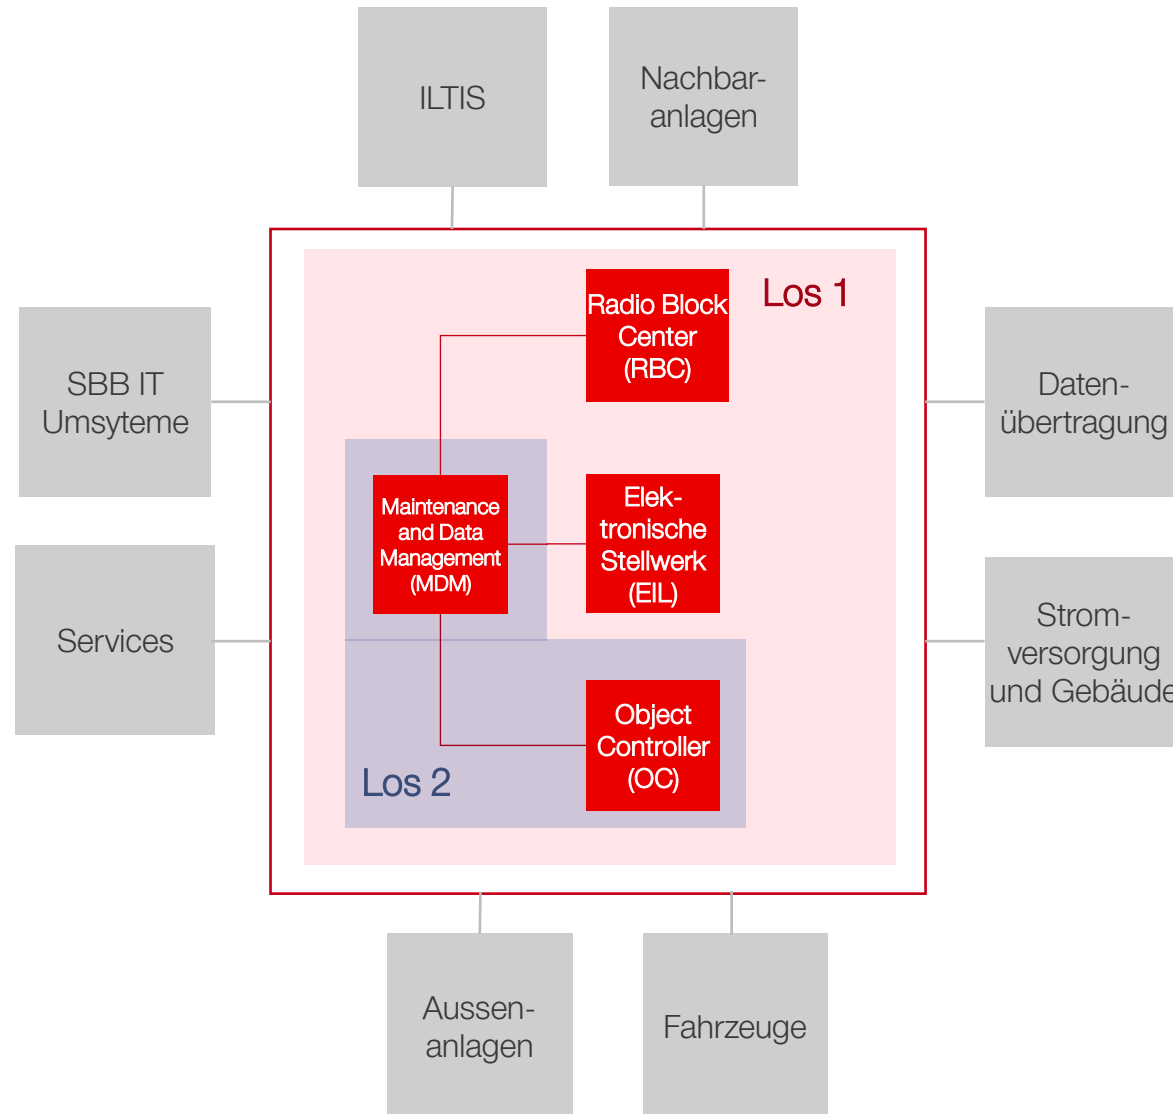 ILTIS
Nachbar-
anlagen
Los 1
Radio Block
Center
(RBC)
SBB IT
Umsyteme
Daten-
übertragung
Maintenance
and Data
Management
(MDM)
Elek-
tronische
Stellwerk
(EIL)
Services
Strom-
versorgung
und Gebäude
Object
Controller
(OC)
Los 2
Aussen-
anlagen
Fahrzeuge